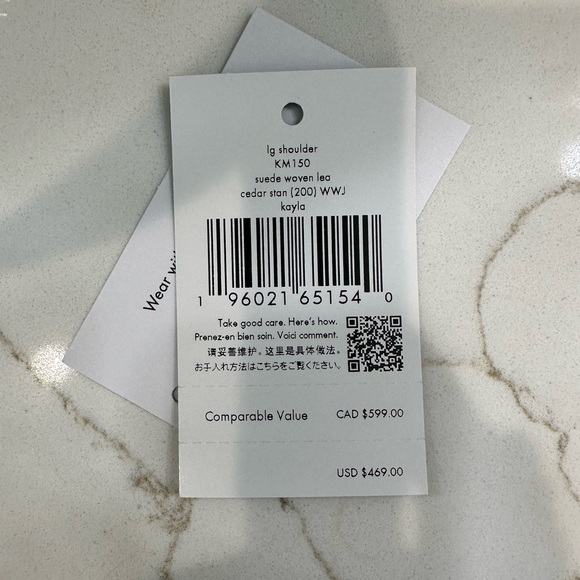 lg shoulder
KM150
suede woven lea
cedar stan (200) WWJ
kayla
1 96021 65154 0
Take good care. Here's how.
Prenez-en bien soin. Voici comment.
请妥善维护。这里是具体做法。
お手入れ方法はこちらをご覧ください。
Comparable Value CAD $599.00
USD $469.00
Wear